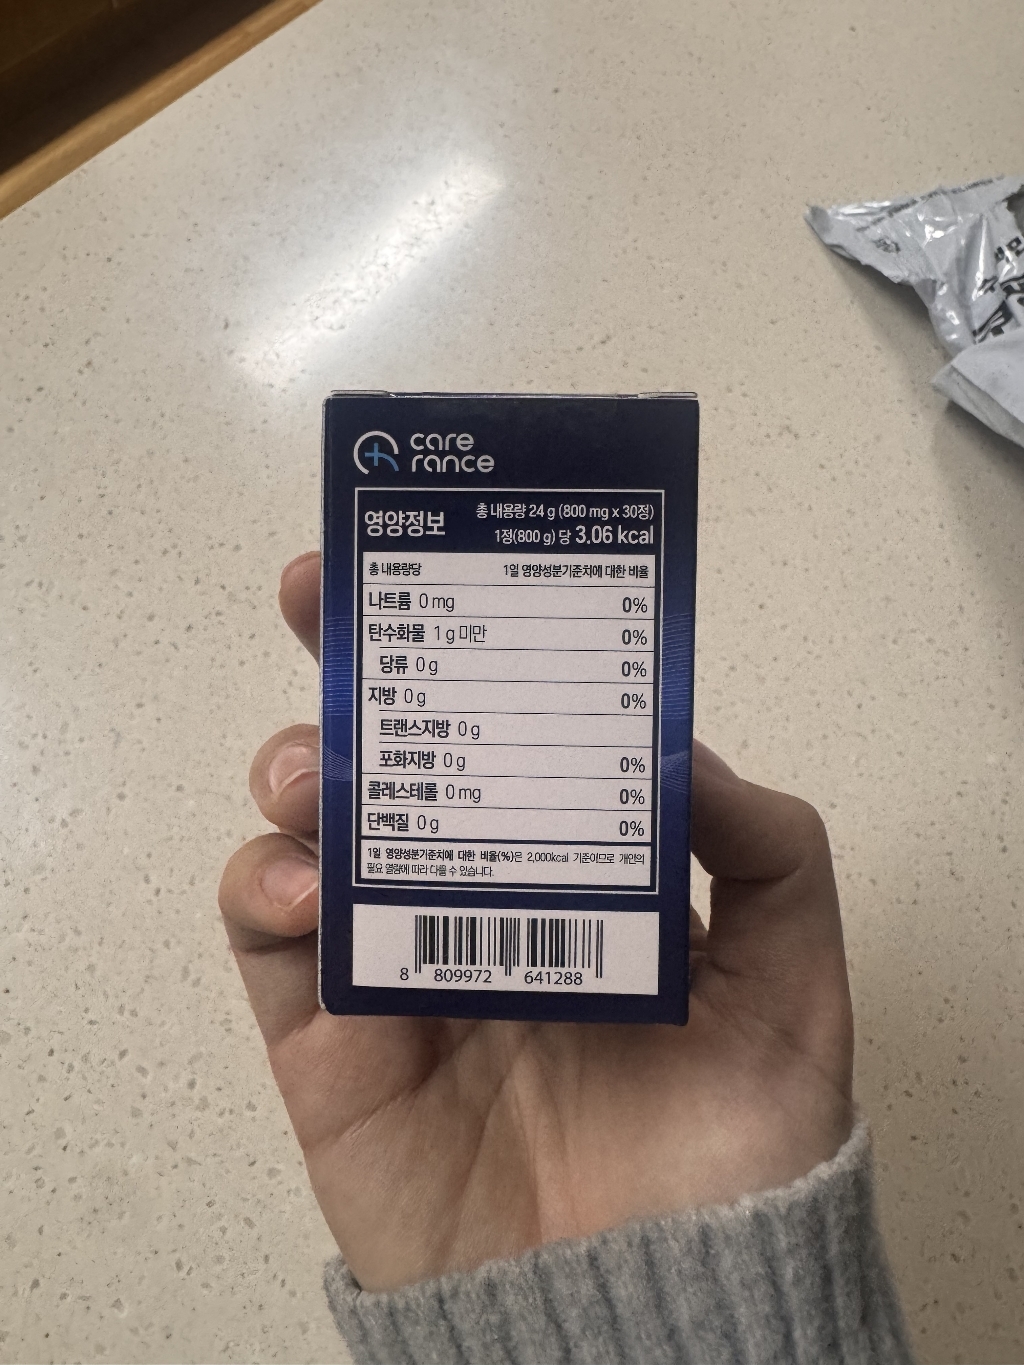 care
rance
영양정보
총 내용량 24 g (800 mg x 30정)
1정(800 g) 당 3.06 kcal
총 내용량당 1일 영양성분기준치에 대한 비율
나트륨 0 mg 0%
탄수화물 1 g 미만 0%
당류 0 g 0%
지방 0 g 0%
트랜스지방 0 g
포화지방 0 g 0%
콜레스테롤 0 mg 0%
단백질 0 g 0%
1일 영양성분기준치에 대한 비율(%)은 2,000kcal 기준이므로 개인의
필요 열량에 따라 다를 수 있습니다.
8 809972 641288